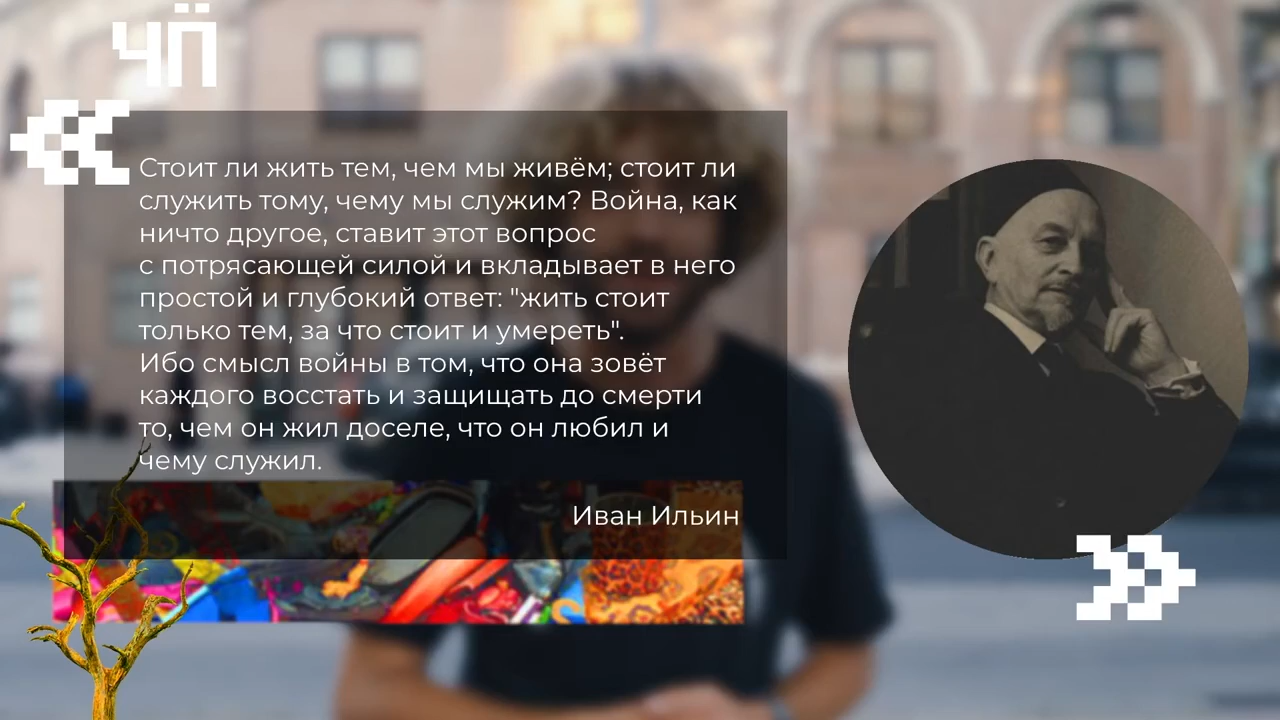 ЧП
Стоит ли жить тем, чем мы живём; стоит ли
служить тому, чему мы служим? Война, как
ничто другое, ставит этот вопрос
с потрясающей силой и вкладывает в него
простой и глубокий ответ: "жить стоит
только тем, за что стоит и умереть".
Ибо смысл войны в том, что она зовёт
каждого восстать и защищать до смерти
то, чем он жил доселе, что он любил и
чему служил.
Иван Ильин